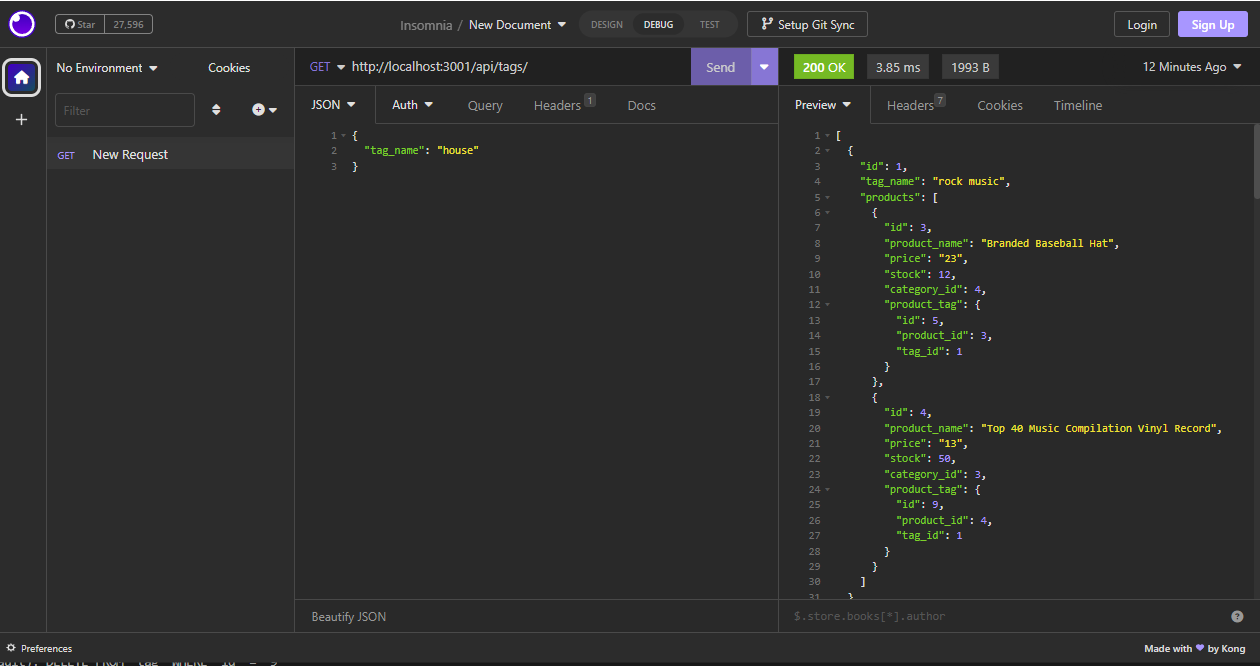 Star 27,596
Insomnia / New Document
DESIGN DEBUG TEST
Setup Git Sync
Login
Sign Up
No Environment
Cookies
Filter
GET New Request
GET http://localhost:3001/api/tags/
Send
JSON Auth Query Headers 1 Docs
1 {
2 "tag_name": "house"
3 }
Beautify JSON
200 OK 3.85 ms 1993 B 12 Minutes Ago
Preview Headers 7 Cookies Timeline
1 [
2 {
3 "id": 1,
4 "tag_name": "rock music",
5 "products": [
6 {
7 "id": 3,
8 "product_name": "Branded Baseball Hat",
9 "price": "23",
10 "stock": 12,
11 "category_id": 4,
12 "product_tag": {
13 "id": 5,
14 "product_id": 3,
15 "tag_id": 1
16 }
17 },
18 {
19 "id": 4,
20 "product_name": "Top 40 Music Compilation Vinyl Record",
21 "price": "13",
22 "stock": 50,
23 "category_id": 3,
24 "product_tag": {
25 "id": 9,
26 "product_id": 4,
27 "tag_id": 1
28 }
29 }
30 ]
31 }
$.store.books[*].author
Preferences
Made with ♥ by Kong